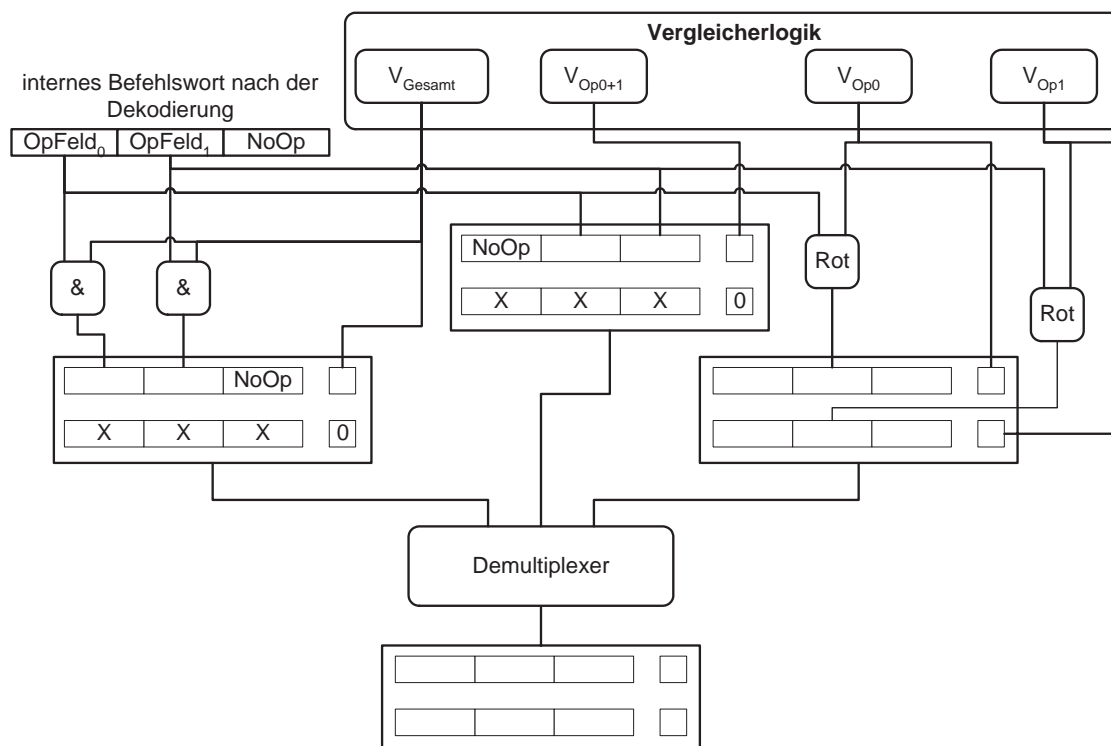 Vergleicherlogik
V_Gesamt V_Op0+1 V_Op0 V_Op1
internes Befehlswort nach der
Dekodierung
OpFeld_0 OpFeld_1 NoOp
NoOp
Rot
& &
X X X 0
Rot
NoOp
X X X 0
Demultiplexer